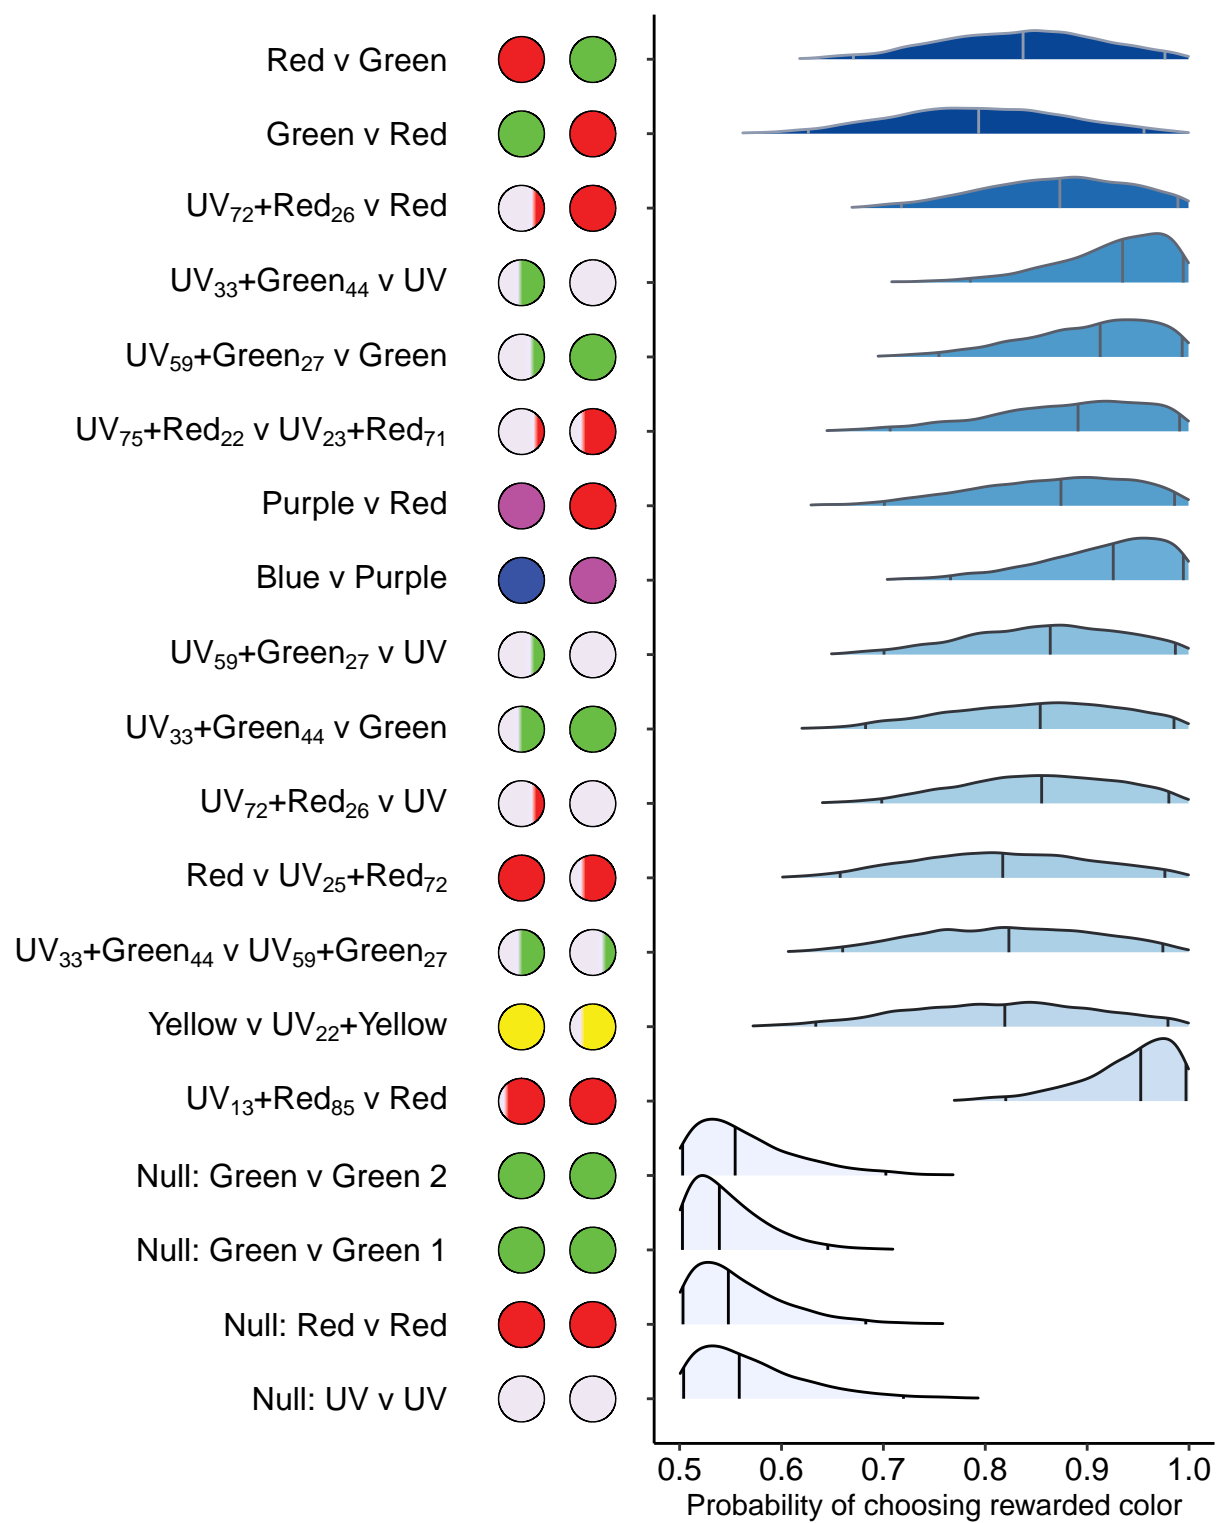 Red v Green
Green v Red
UV₇₂+Red₂₆ v Red
UV₃₃+Green₄₄ v UV
UV₅₉+Green₂₇ v Green
UV₇₅+Red₂₂ v UV₂₃+Red₇₁
Purple v Red
Blue v Purple
UV₅₉+Green₂₇ v UV
UV₃₃+Green₄₄ v Green
UV₇₂+Red₂₆ v UV
Red v UV₂₅+Red₇₂
UV₃₃+Green₄₄ v UV₅₉+Green₂₇
Yellow v UV₂₂+Yellow
UV₁₃+Red₈₅ v Red
Null: Green v Green 2
Null: Green v Green 1
Null: Red v Red
Null: UV v UV
0.5 0.6 0.7 0.8 0.9 1.0
Probability of choosing rewarded color